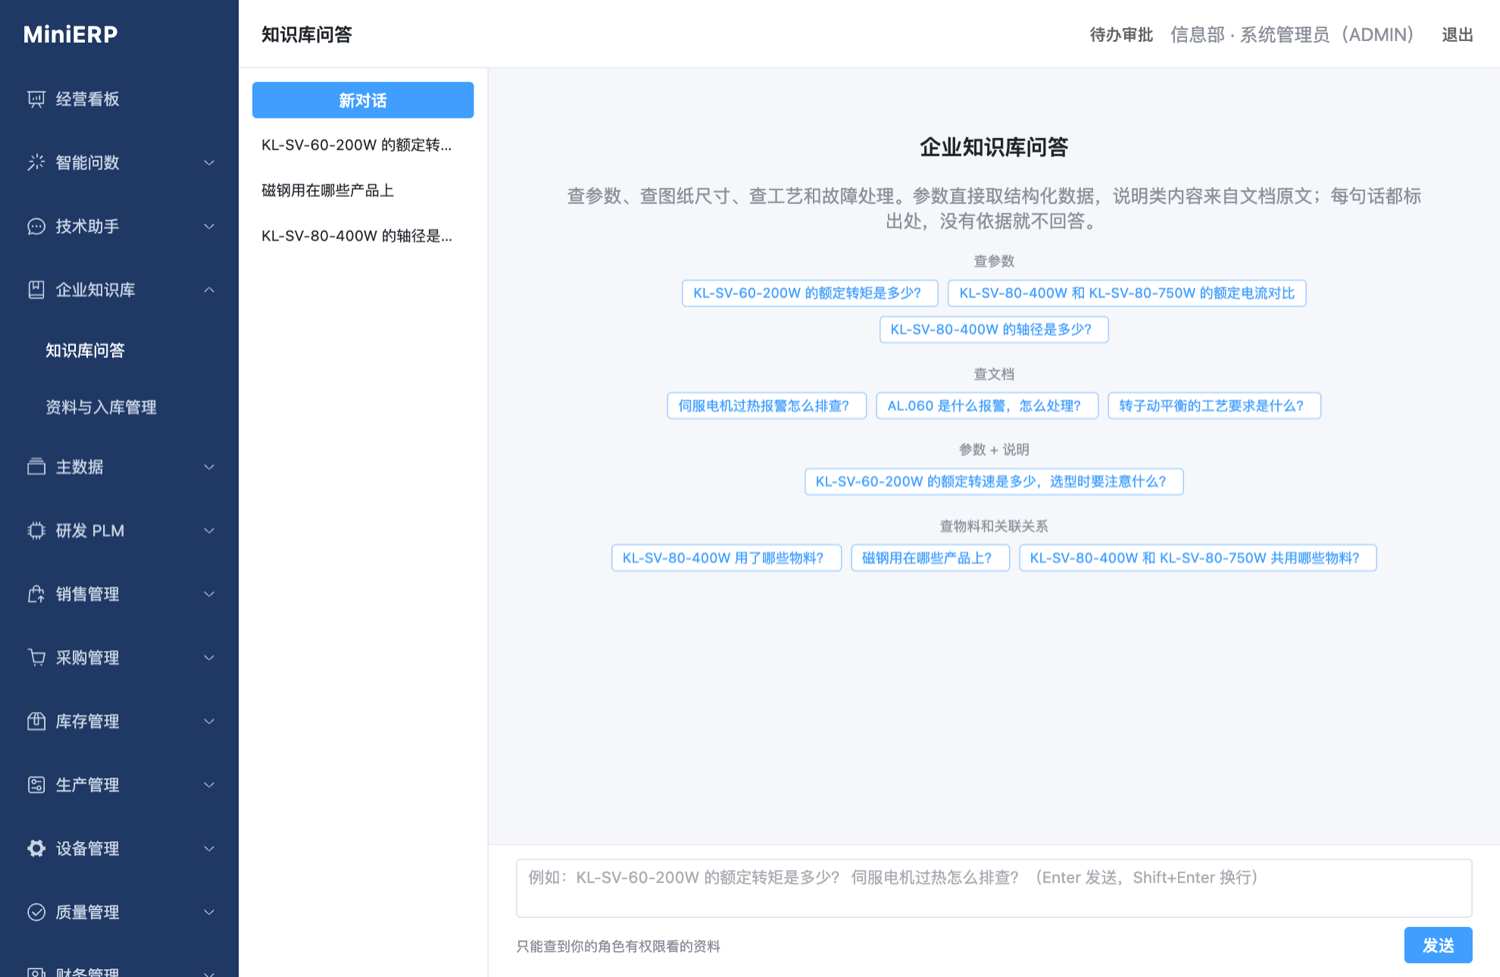 MiniERP
经营看板
智能问数
技术助手
企业知识库
知识库问答
资料与入库管理
主数据
研发 PLM
销售管理
采购管理
库存管理
生产管理
设备管理
质量管理
财务管理
知识库问答
待办审批 信息部 · 系统管理员（ADMIN） 退出
新对话
KL-SV-60-200W 的额定转...
磁钢用在哪些产品上
KL-SV-80-400W 的轴径是...
企业知识库问答
查参数、查图纸尺寸、查工艺和故障处理。参数直接取结构化数据，说明类内容来自文档原文；每句话都标
出处，没有依据就不回答。
查参数
KL-SV-60-200W 的额定转矩是多少？ KL-SV-80-400W 和 KL-SV-80-750W 的额定电流对比
KL-SV-80-400W 的轴径是多少？
查文档
伺服电机过热报警怎么排查？ AL.060 是什么报警，怎么处理？ 转子动平衡的工艺要求是什么？
参数 + 说明
KL-SV-60-200W 的额定转速是多少，选型时要注意什么？
查物料和关联关系
KL-SV-80-400W 用了哪些物料？ 磁钢用在哪些产品上？ KL-SV-80-400W 和 KL-SV-80-750W 共用哪些物料？
例如：KL-SV-60-200W 的额定转矩是多少？ 伺服电机过热怎么排查？（Enter 发送，Shift+Enter 换行）
只能查到你的角色有权限看的资料
发送